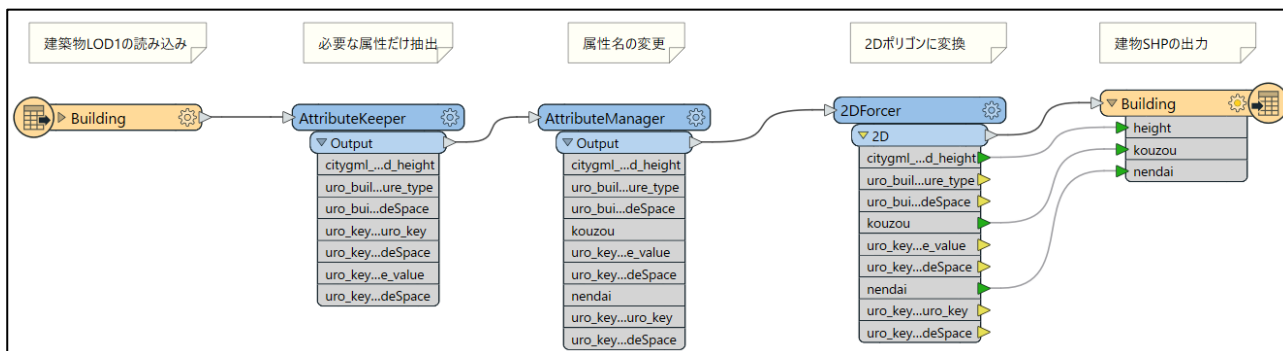 建築物LOD1の読み込み
必要な属性だけ抽出
属性名の変更
2Dポリゴンに変換
建物SHPの出力
Building
AttributeKeeper
Output
citygml_...d_height
uro_buil...ure_type
uro_bui...deSpace
uro_key...uro_key
uro_key...deSpace
uro_key...e_value
uro_key...deSpace
AttributeManager
Output
citygml_...d_height
uro_buil...ure_type
uro_bui...deSpace
kouzou
uro_key...e_value
uro_key...deSpace
nendai
uro_key...uro_key
uro_key...deSpace
2DForcer
2D
citygml_...d_height
uro_buil...ure_type
uro_bui...deSpace
kouzou
uro_key...e_value
uro_key...deSpace
nendai
uro_key...uro_key
uro_key...deSpace
Building
height
kouzou
nendai